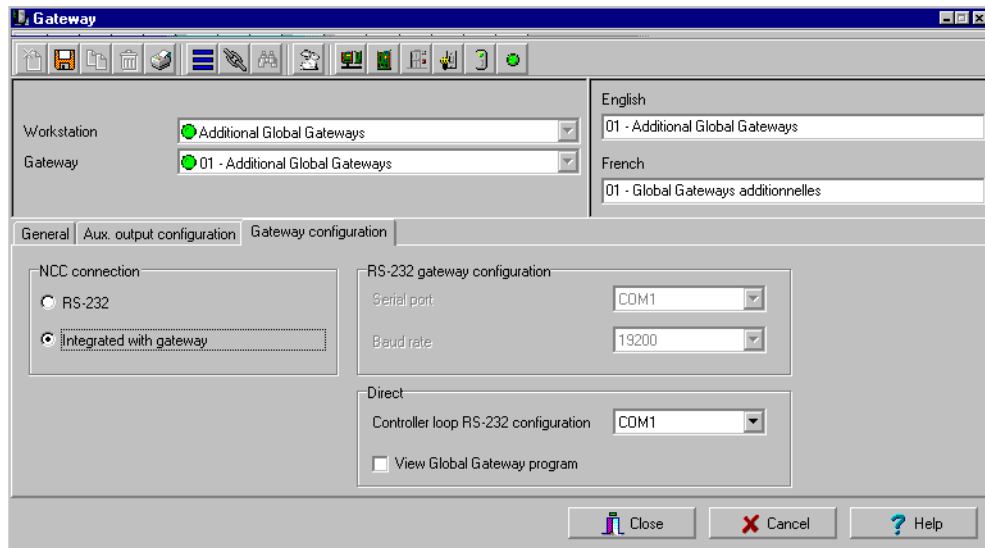 Gateway
English
Workstation
Additional Global Gateways
01 - Additional Global Gateways
Gateway
01 - Additional Global Gateways
French
01 - Global Gateways additionnelles
General
Aux. output configuration
Gateway configuration
NCC connection
RS-232
Integrated with gateway
RS-232 gateway configuration
Serial port
COM1
Baud rate
19200
Direct
Controller loop RS-232 configuration
COM1
View Global Gateway program
Close
Cancel
Help